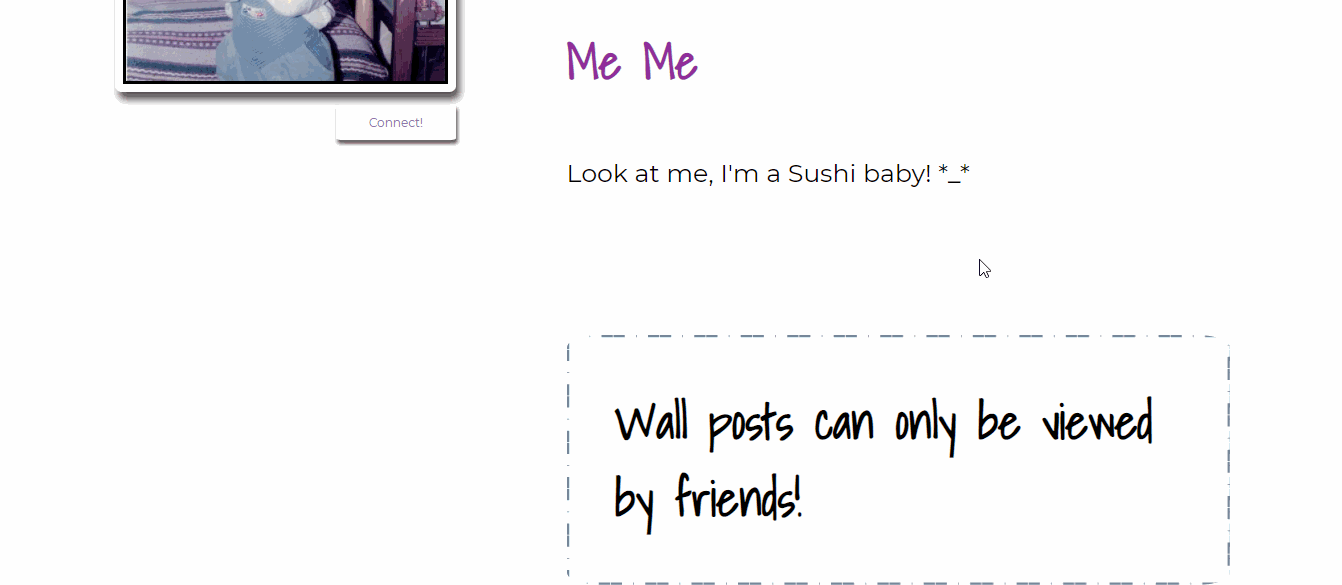 Me Me
Connect!
Look at me, I'm a Sushi baby! *_*
Wall posts can only be viewed
by friends!